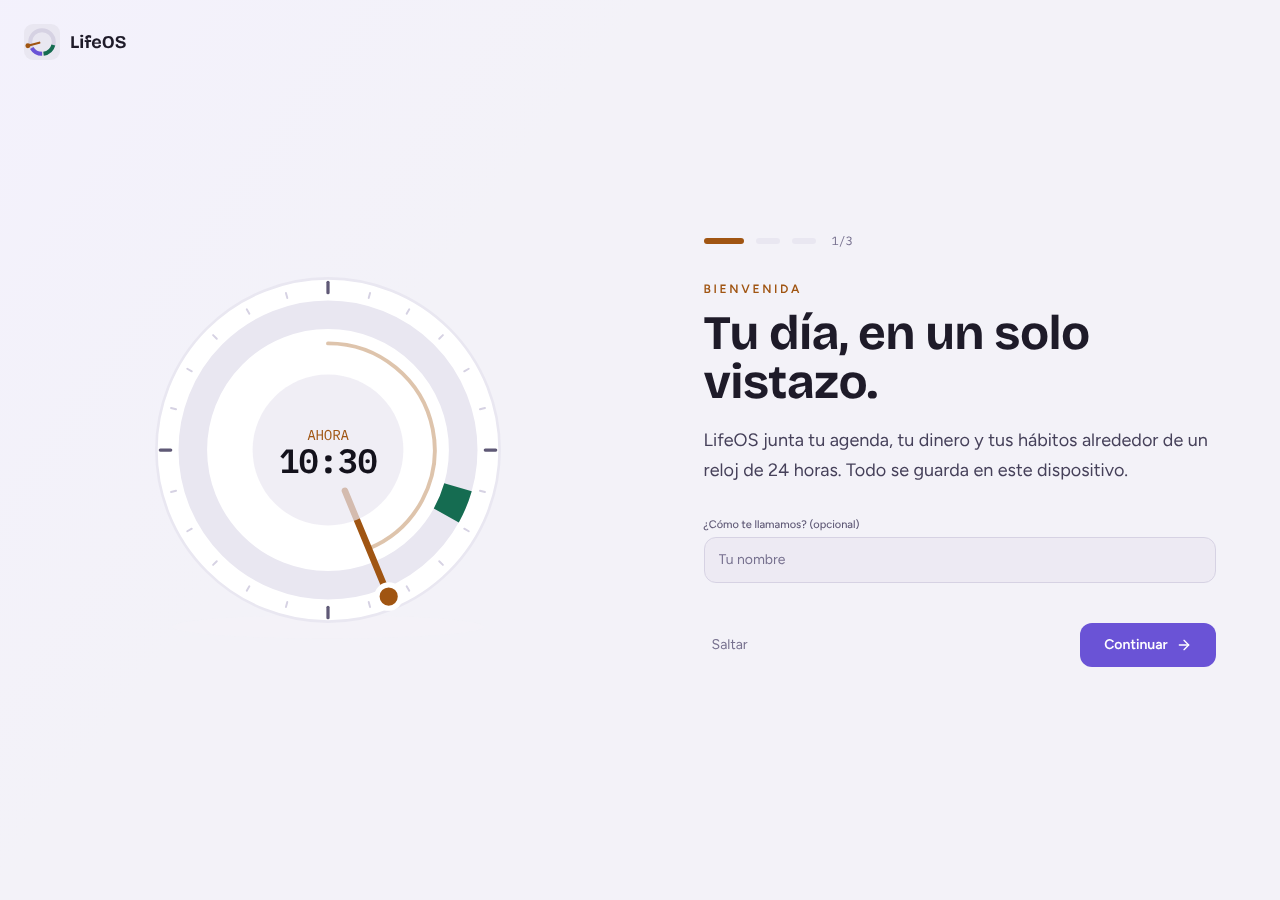 LifeOS
1/3
BIENVENIDA
Tu día, en un solo
vistazo.
LifeOS junta tu agenda, tu dinero y tus hábitos alrededor de un
reloj de 24 horas. Todo se guarda en este dispositivo.
AHORA
10:30
¿Cómo te llamamos? (opcional)
Tu nombre
Saltar
Continuar